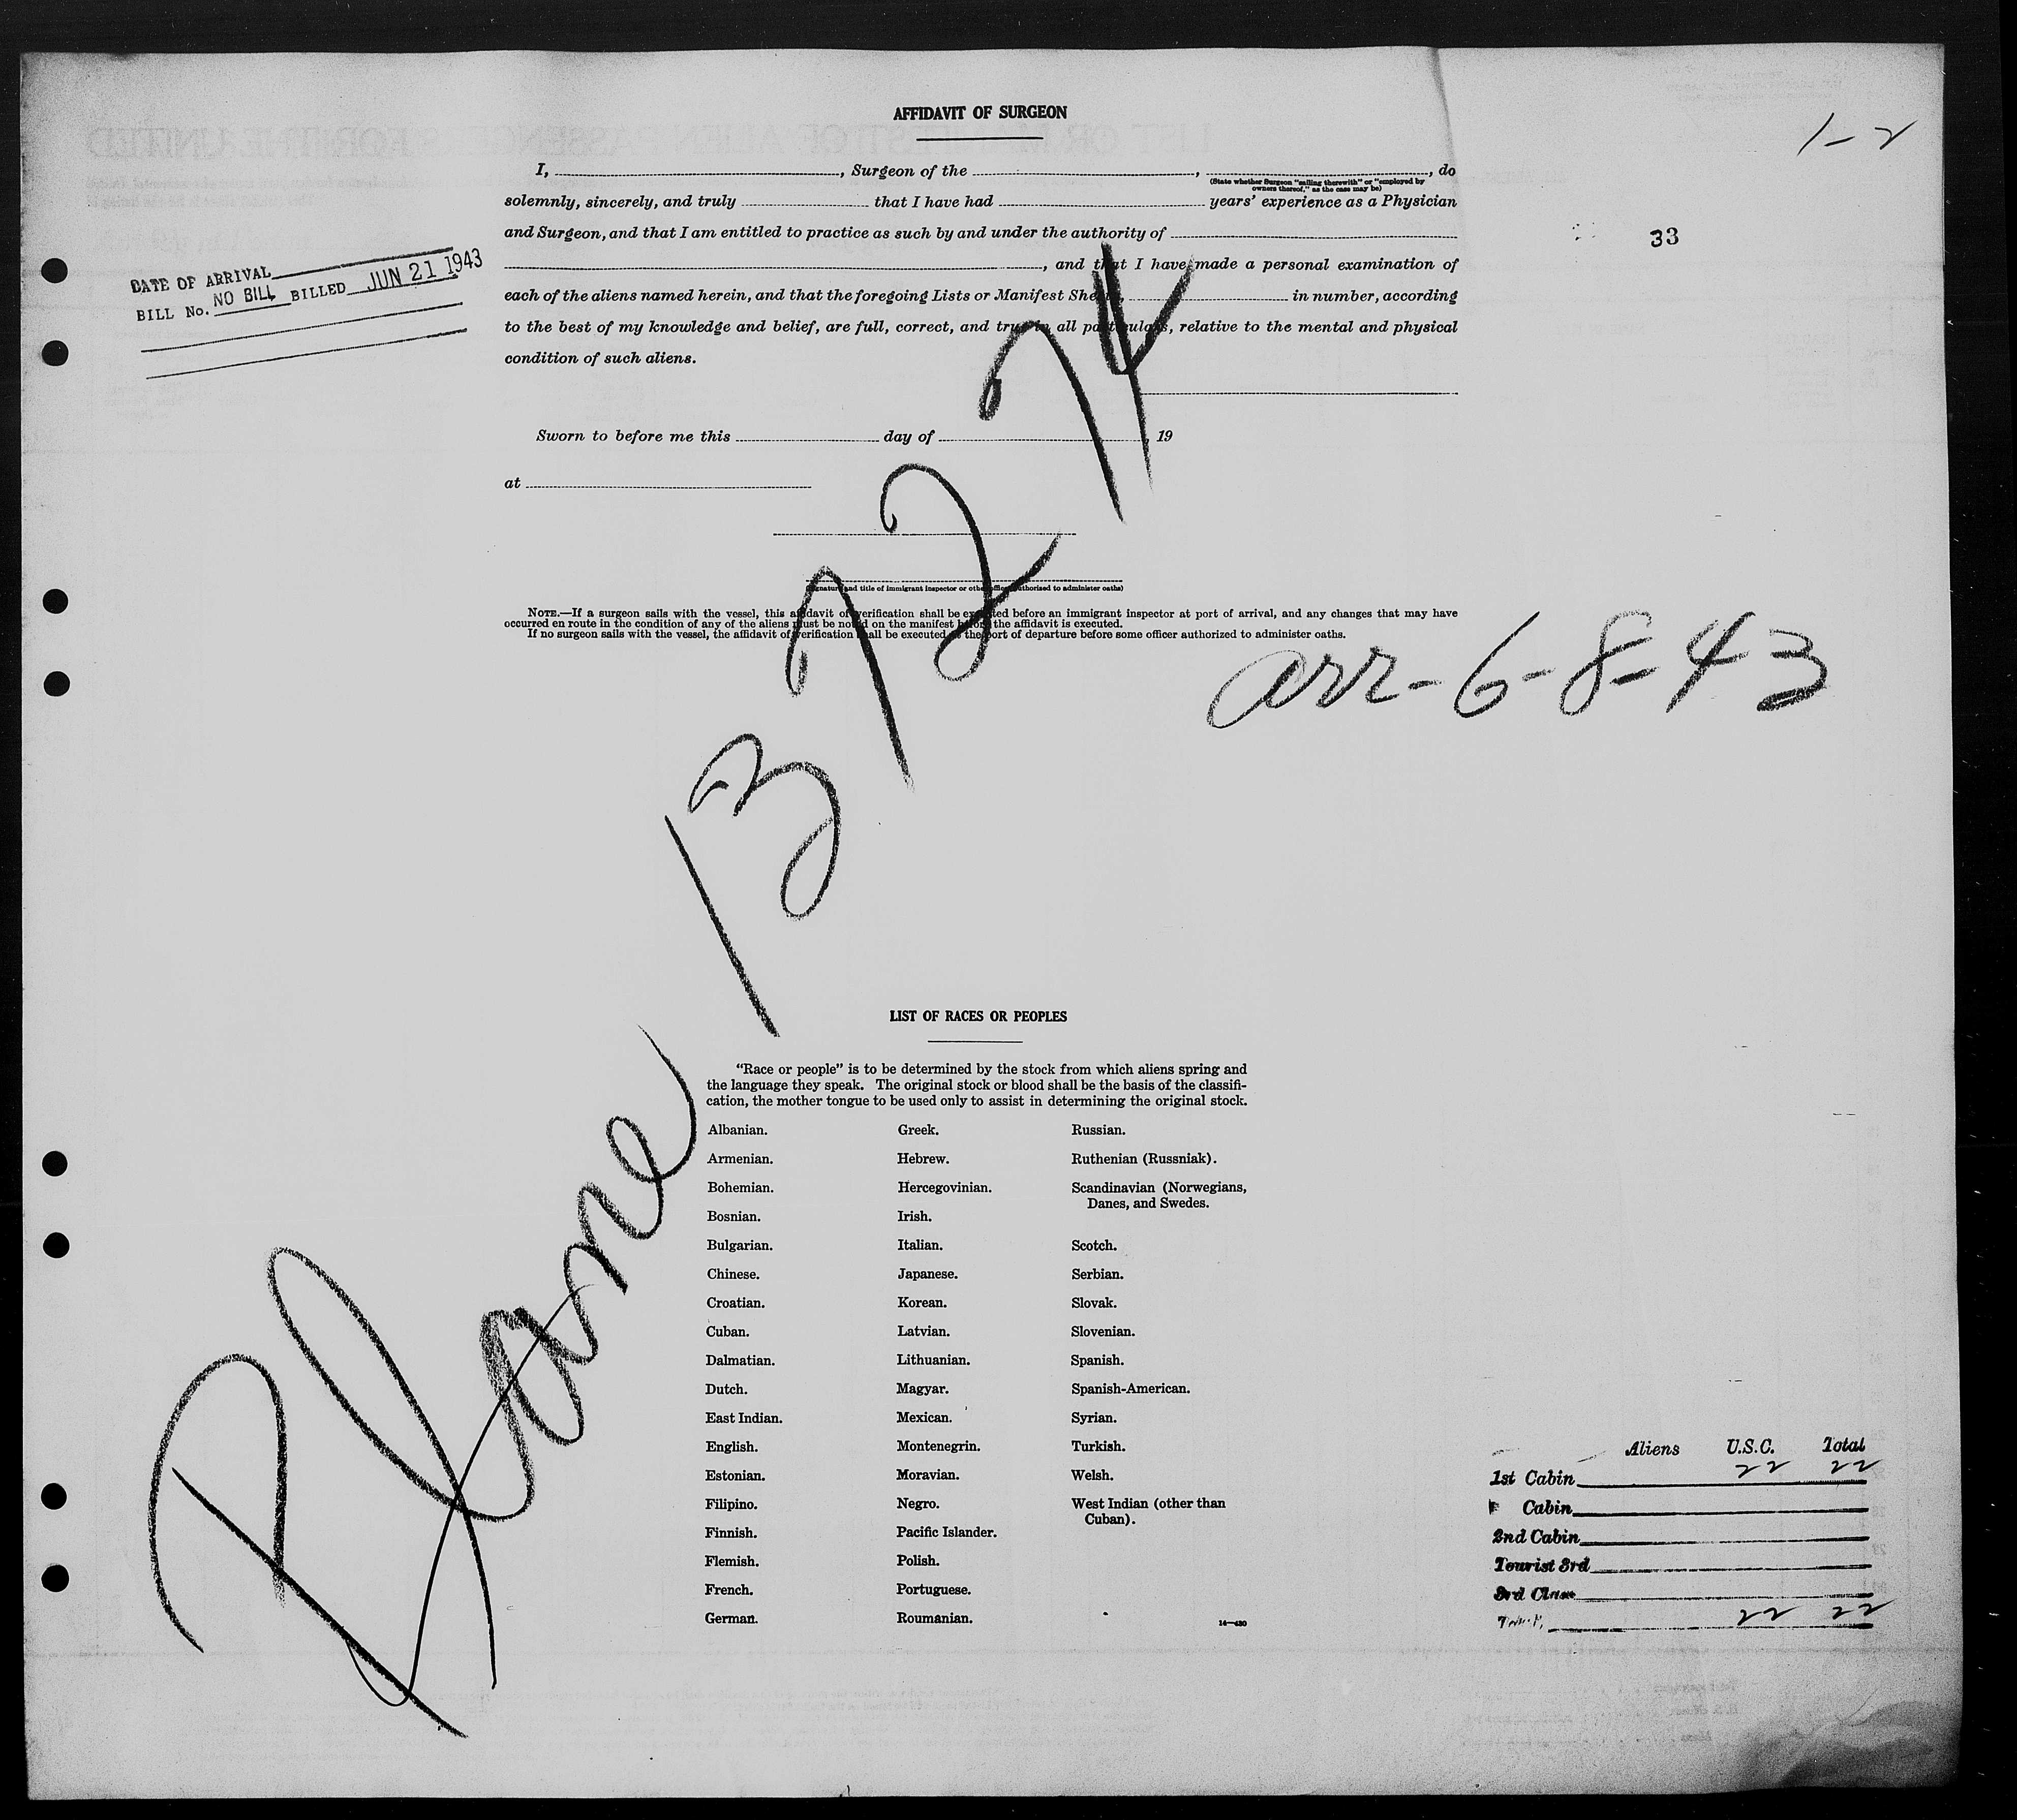 AFFIDAVIT OF SURGEON
1-2
I, , Surgeon of the , , do
(State whether Surgeon "sailing therewith" or "employed by
owners thereof," as the case may be)
solemnly, sincerely, and truly that I have had years' experience as a Physician
and Surgeon, and that I am entitled to practice as such by and under the authority of
33
, and that I have made a personal examination of
each of the aliens named herein, and that the foregoing Lists or Manifest Sheets, in number, according
to the best of my knowledge and belief, are full, correct, and true in all particulars, relative to the mental and physical
condition of such aliens.
DATE OF ARRIVAL
BILL No. NO BILL BILLED JUN 21 1943
Sworn to before me this day of , 19
at
(Signature and title of immigrant inspector or other officer authorized to administer oaths)
NOTE.—If a surgeon sails with the vessel, this affidavit of verification shall be executed before an immigrant inspector at port of arrival, and any changes that may have
occurred en route in the condition of any of the aliens must be noted on the manifest before the affidavit is executed.
If no surgeon sails with the vessel, the affidavit of verification shall be executed at the port of departure before some officer authorized to administer oaths.
arr-6-8-43
Plane 137274
LIST OF RACES OR PEOPLES
"Race or people" is to be determined by the stock from which aliens spring and
the language they speak. The original stock or blood shall be the basis of the classifi-
cation, the mother tongue to be used only to assist in determining the original stock.
Albanian.
Armenian.
Bohemian.
Bosnian.
Bulgarian.
Chinese.
Croatian.
Cuban.
Dalmatian.
Dutch.
East Indian.
English.
Estonian.
Filipino.
Finnish.
Flemish.
French.
German.
Greek.
Hebrew.
Hercegovinian.
Irish.
Italian.
Japanese.
Korean.
Latvian.
Lithuanian.
Magyar.
Mexican.
Montenegrin.
Moravian.
Negro.
Pacific Islander.
Polish.
Portuguese.
Roumanian.
Russian.
Ruthenian (Russniak).
Scandinavian (Norwegians,
Danes, and Swedes.
Scotch.
Serbian.
Slovak.
Slovenian.
Spanish.
Spanish-American.
Syrian.
Turkish.
Welsh.
West Indian (other than
Cuban).
14—430
Aliens U.S.C. Total
1st Cabin 22 22
Cabin
2nd Cabin
Tourist 3rd
3rd Class
22 22